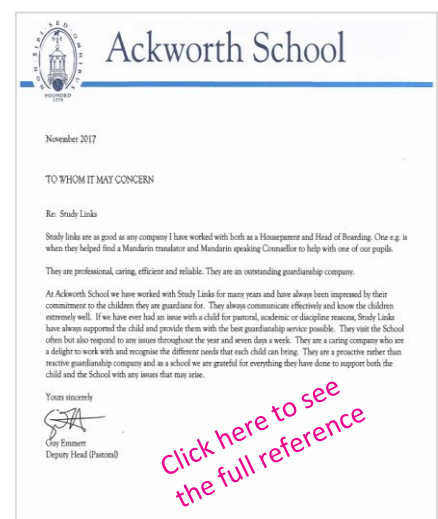 NON SIBI SED OMNIBUS
FOUNDED
1779
Ackworth School
November 2017
TO WHOM IT MAY CONCERN
Re: Study Links
Study links are as good as any company I have worked with both as a Houseparent and Head of Boarding. One e.g. is
when they helped find a Mandarin translator and Mandarin speaking Counsellor to help with one of our pupils.
They are professional, caring, efficient and reliable. They are an outstanding guardianship company.
At Ackworth School we have worked with Study Links for many years and have always been impressed by their
commitment to the children they are guardians for. They always communicate effectively and know the children
extremely well. If we have ever had an issue with a child for pastoral, academic or discipline reasons, Study Links
have always supported the child and provide them with the best guardianship service possible. They visit the School
often but also respond to any issues throughout the year and seven days a week. They are a caring company who are
a delight to work with and recognise the different needs that each child can bring. They are a proactive rather than
reactive guardianship company and as a school we are grateful for everything they have done to support both the
child and the School with any issues that may arise.
Yours sincerely
Guy Emmett
Deputy Head (Pastoral)
Click here to see
the full reference